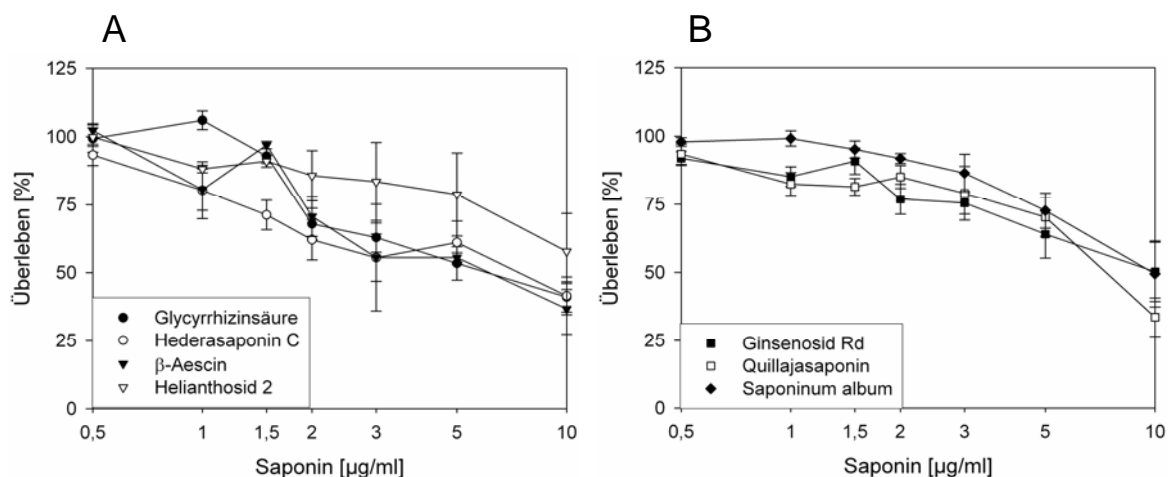 A
125
100
75
50
25
0
Überleben [%]
Glycyrrhizinsäure
Hederasaponin C
β-Aescin
Helianthosid 2
0,5 1 1,5 2 3 5 10
Saponin [µg/ml]
B
125
100
75
50
25
0
Überleben [%]
Ginsenosid Rd
Quillajasaponin
Saponinum album
0,5 1 1,5 2 3 5 10
Saponin [µg/ml]